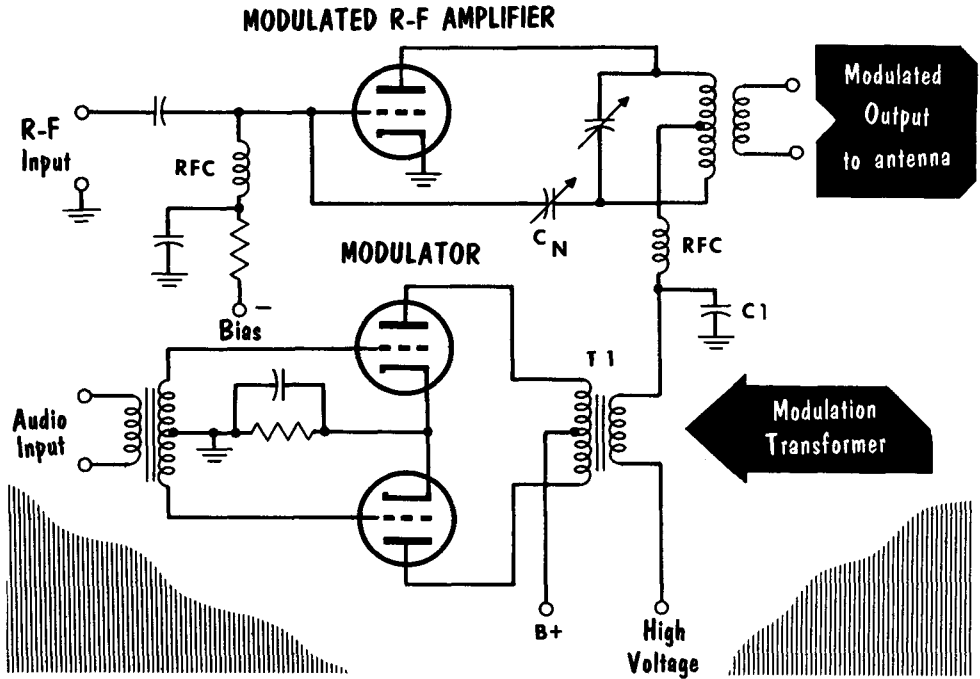 MODULATED R-F AMPLIFIER
Modulated
Output
to antenna
R-F
Input
RFC
C N
RFC
MODULATOR
–
Bias
C1
T1
Audio
Input
Modulation
Transformer
B+
High
Voltage